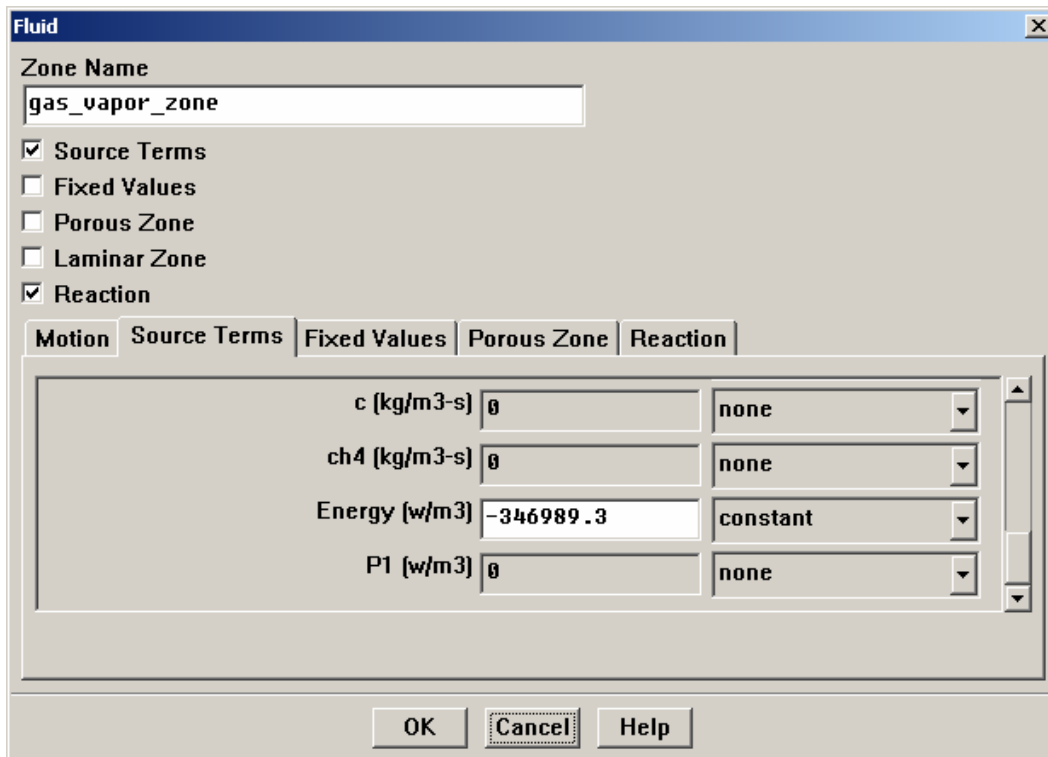 Fluid
Zone Name
gas_vapor_zone
Source Terms
Fixed Values
Porous Zone
Laminar Zone
Reaction
Motion Source Terms Fixed Values Porous Zone Reaction
c (kg/m3-s) 0 none
ch4 (kg/m3-s) 0 none
Energy (w/m3) -346989.3 constant
P1 (w/m3) 0 none
OK Cancel Help